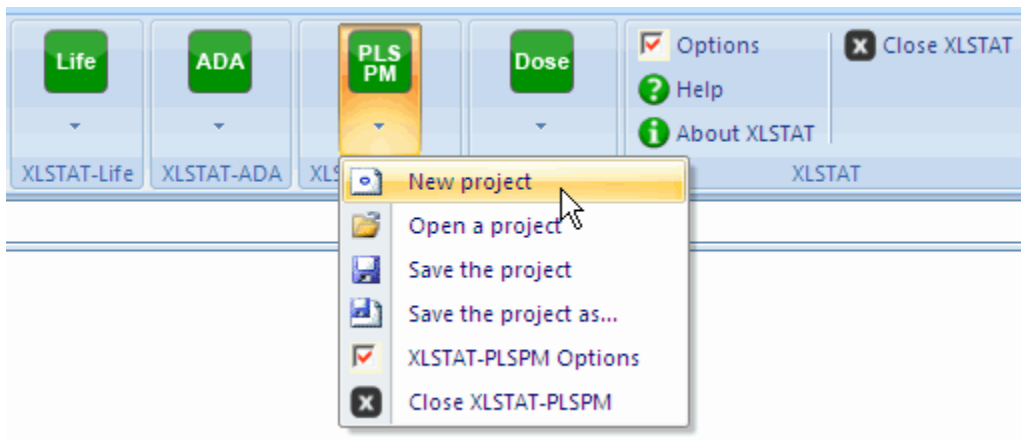 Life
ADA
PLS
PM
Dose
Options
Help
About XLSTAT
Close XLSTAT
XLSTAT-Life
XLSTAT-ADA
XLSTAT
New project
Open a project
Save the project
Save the project as...
XLSTAT-PLSPM Options
Close XLSTAT-PLSPM